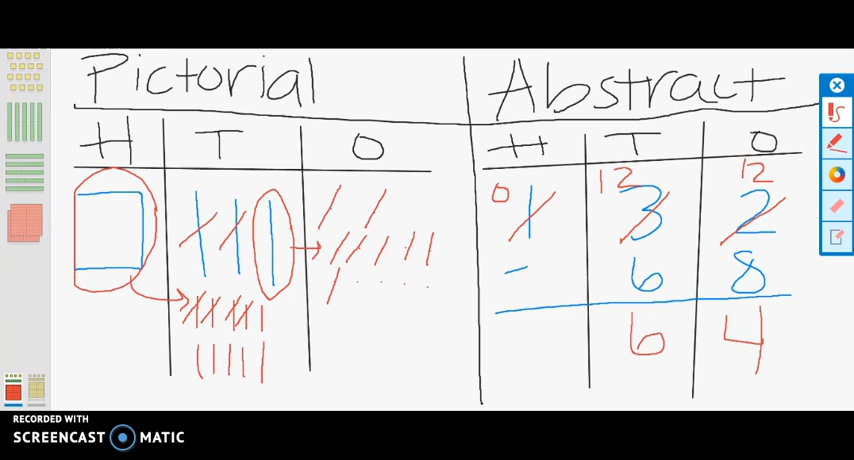 Pictorial Abstract
H T O H T O
0 12 12
1 3 2
- 6 8
6 4
RECORDED WITH
SCREENCAST MATIC